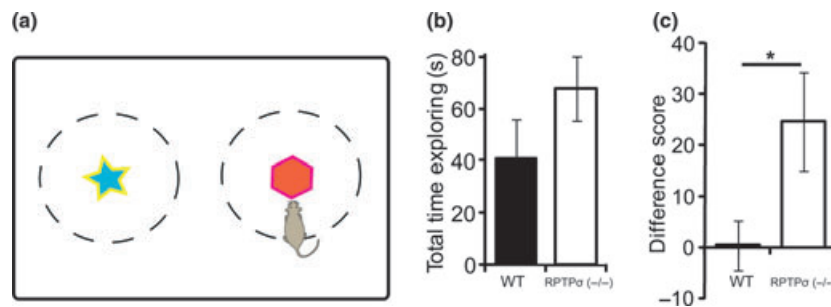 (a)
(b)
Total time exploring (s)
80
60
40
20
0
WT
RPTPσ (−/−)
(c)
Difference score
40
30
20
10
0
−10
*
WT
RPTPσ (−/−)